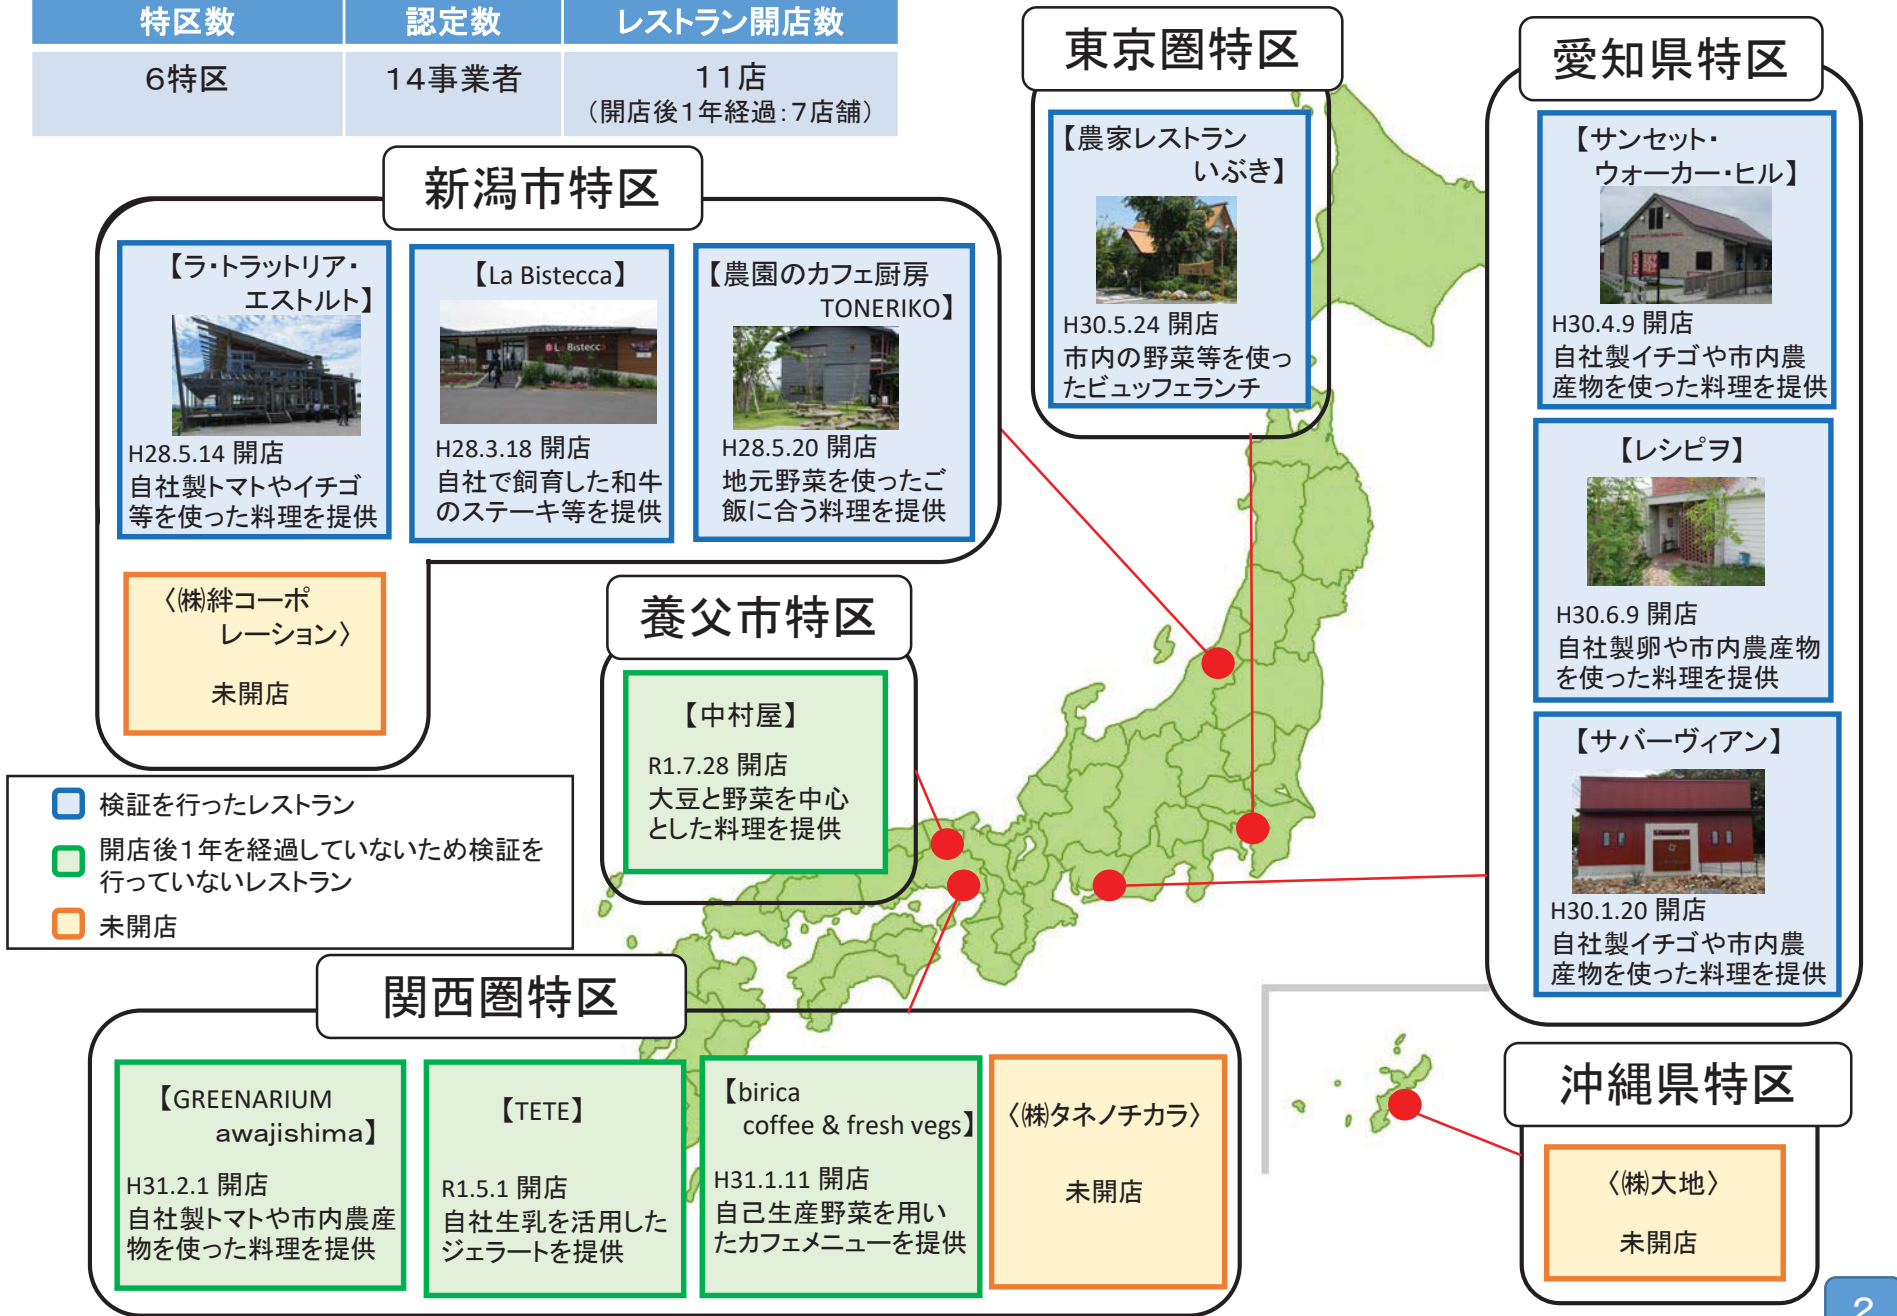 特区数
認定数
レストラン開店数
6特区
14事業者
11店
（開店後1年経過：7店舗）
東京圏特区
【農家レストラン
いぶき】
H30.5.24 開店
市内の野菜等を使っ
たビュッフェランチ
愛知県特区
【サンセット・
ウォーカー・ヒル】
H30.4.9 開店
自社製イチゴや市内農
産物を使った料理を提供
【レシピヲ】
H30.6.9 開店
自社製卵や市内農産物
を使った料理を提供
【サバーヴィアン】
H30.1.20 開店
自社製イチゴや市内農
産物を使った料理を提供
新潟市特区
【ラ・トラットリア・
エストルト】
H28.5.14 開店
自社製トマトやイチゴ
等を使った料理を提供
【La Bistecca】
La Bistecca
H28.3.18 開店
自社で飼育した和牛
のステーキ等を提供
【農園のカフェ厨房
TONERIKO】
H28.5.20 開店
地元野菜を使ったご
飯に合う料理を提供
〈㈱絆コーポ
レーション〉
未開店
養父市特区
【中村屋】
R1.7.28 開店
大豆と野菜を中心
とした料理を提供
検証を行ったレストラン
開店後1年を経過していないため検証を
行っていないレストラン
未開店
関西圏特区
【GREENARIUM
awajishima】
H31.2.1 開店
自社製トマトや市内農産
物を使った料理を提供
【TETE】
R1.5.1 開店
自社生乳を活用した
ジェラートを提供
【birica
coffee & fresh vegs】
H31.1.11 開店
自己生産野菜を用い
たカフェメニューを提供
〈㈱タネノチカラ〉
未開店
沖縄県特区
〈㈱大地〉
未開店
2